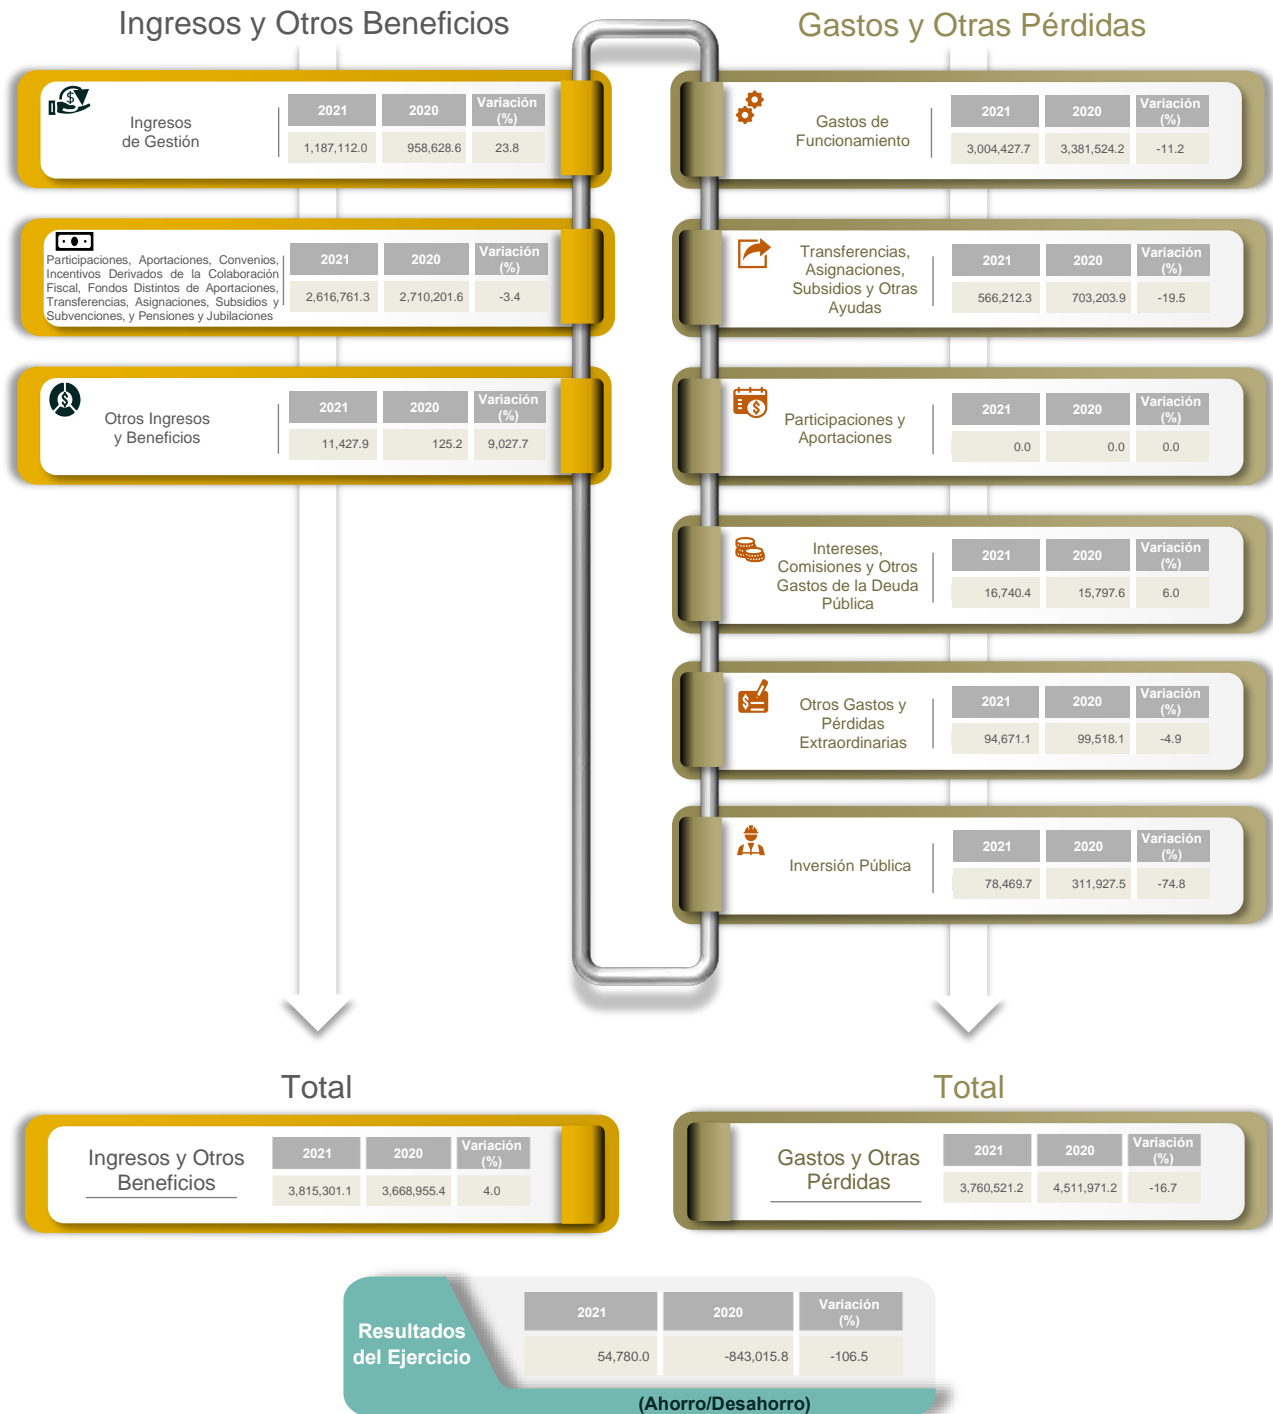 Ingresos y Otros Beneficios
Ingresos
de Gestión
2021 2020 Variación
(%)
1,187,112.0 958,628.6 23.8
Participaciones, Aportaciones, Convenios,
Incentivos Derivados de la Colaboración
Fiscal, Fondos Distintos de Aportaciones,
Transferencias, Asignaciones, Subsidios y
Subvenciones, y Pensiones y Jubilaciones
2021 2020 Variación
(%)
2,616,761.3 2,710,201.6 -3.4
Otros Ingresos
y Beneficios
2021 2020 Variación
(%)
11,427.9 125.2 9,027.7
Gastos y Otras Pérdidas
Gastos de
Funcionamiento
2021 2020 Variación
(%)
3,004,427.7 3,381,524.2 -11.2
Transferencias,
Asignaciones,
Subsidios y Otras
Ayudas
2021 2020 Variación
(%)
566,212.3 703,203.9 -19.5
Participaciones y
Aportaciones
2021 2020 Variación
(%)
0.0 0.0 0.0
Intereses,
Comisiones y Otros
Gastos de la Deuda
Pública
2021 2020 Variación
(%)
16,740.4 15,797.6 6.0
Otros Gastos y
Pérdidas
Extraordinarias
2021 2020 Variación
(%)
94,671.1 99,518.1 -4.9
Inversión Pública
2021 2020 Variación
(%)
78,469.7 311,927.5 -74.8
Total
Ingresos y Otros
Beneficios
2021 2020 Variación
(%)
3,815,301.1 3,668,955.4 4.0
Total
Gastos y Otras
Pérdidas
2021 2020 Variación
(%)
3,760,521.2 4,511,971.2 -16.7
Resultados
del Ejercicio
2021 2020 Variación
(%)
54,780.0 -843,015.8 -106.5
(Ahorro/Desahorro)